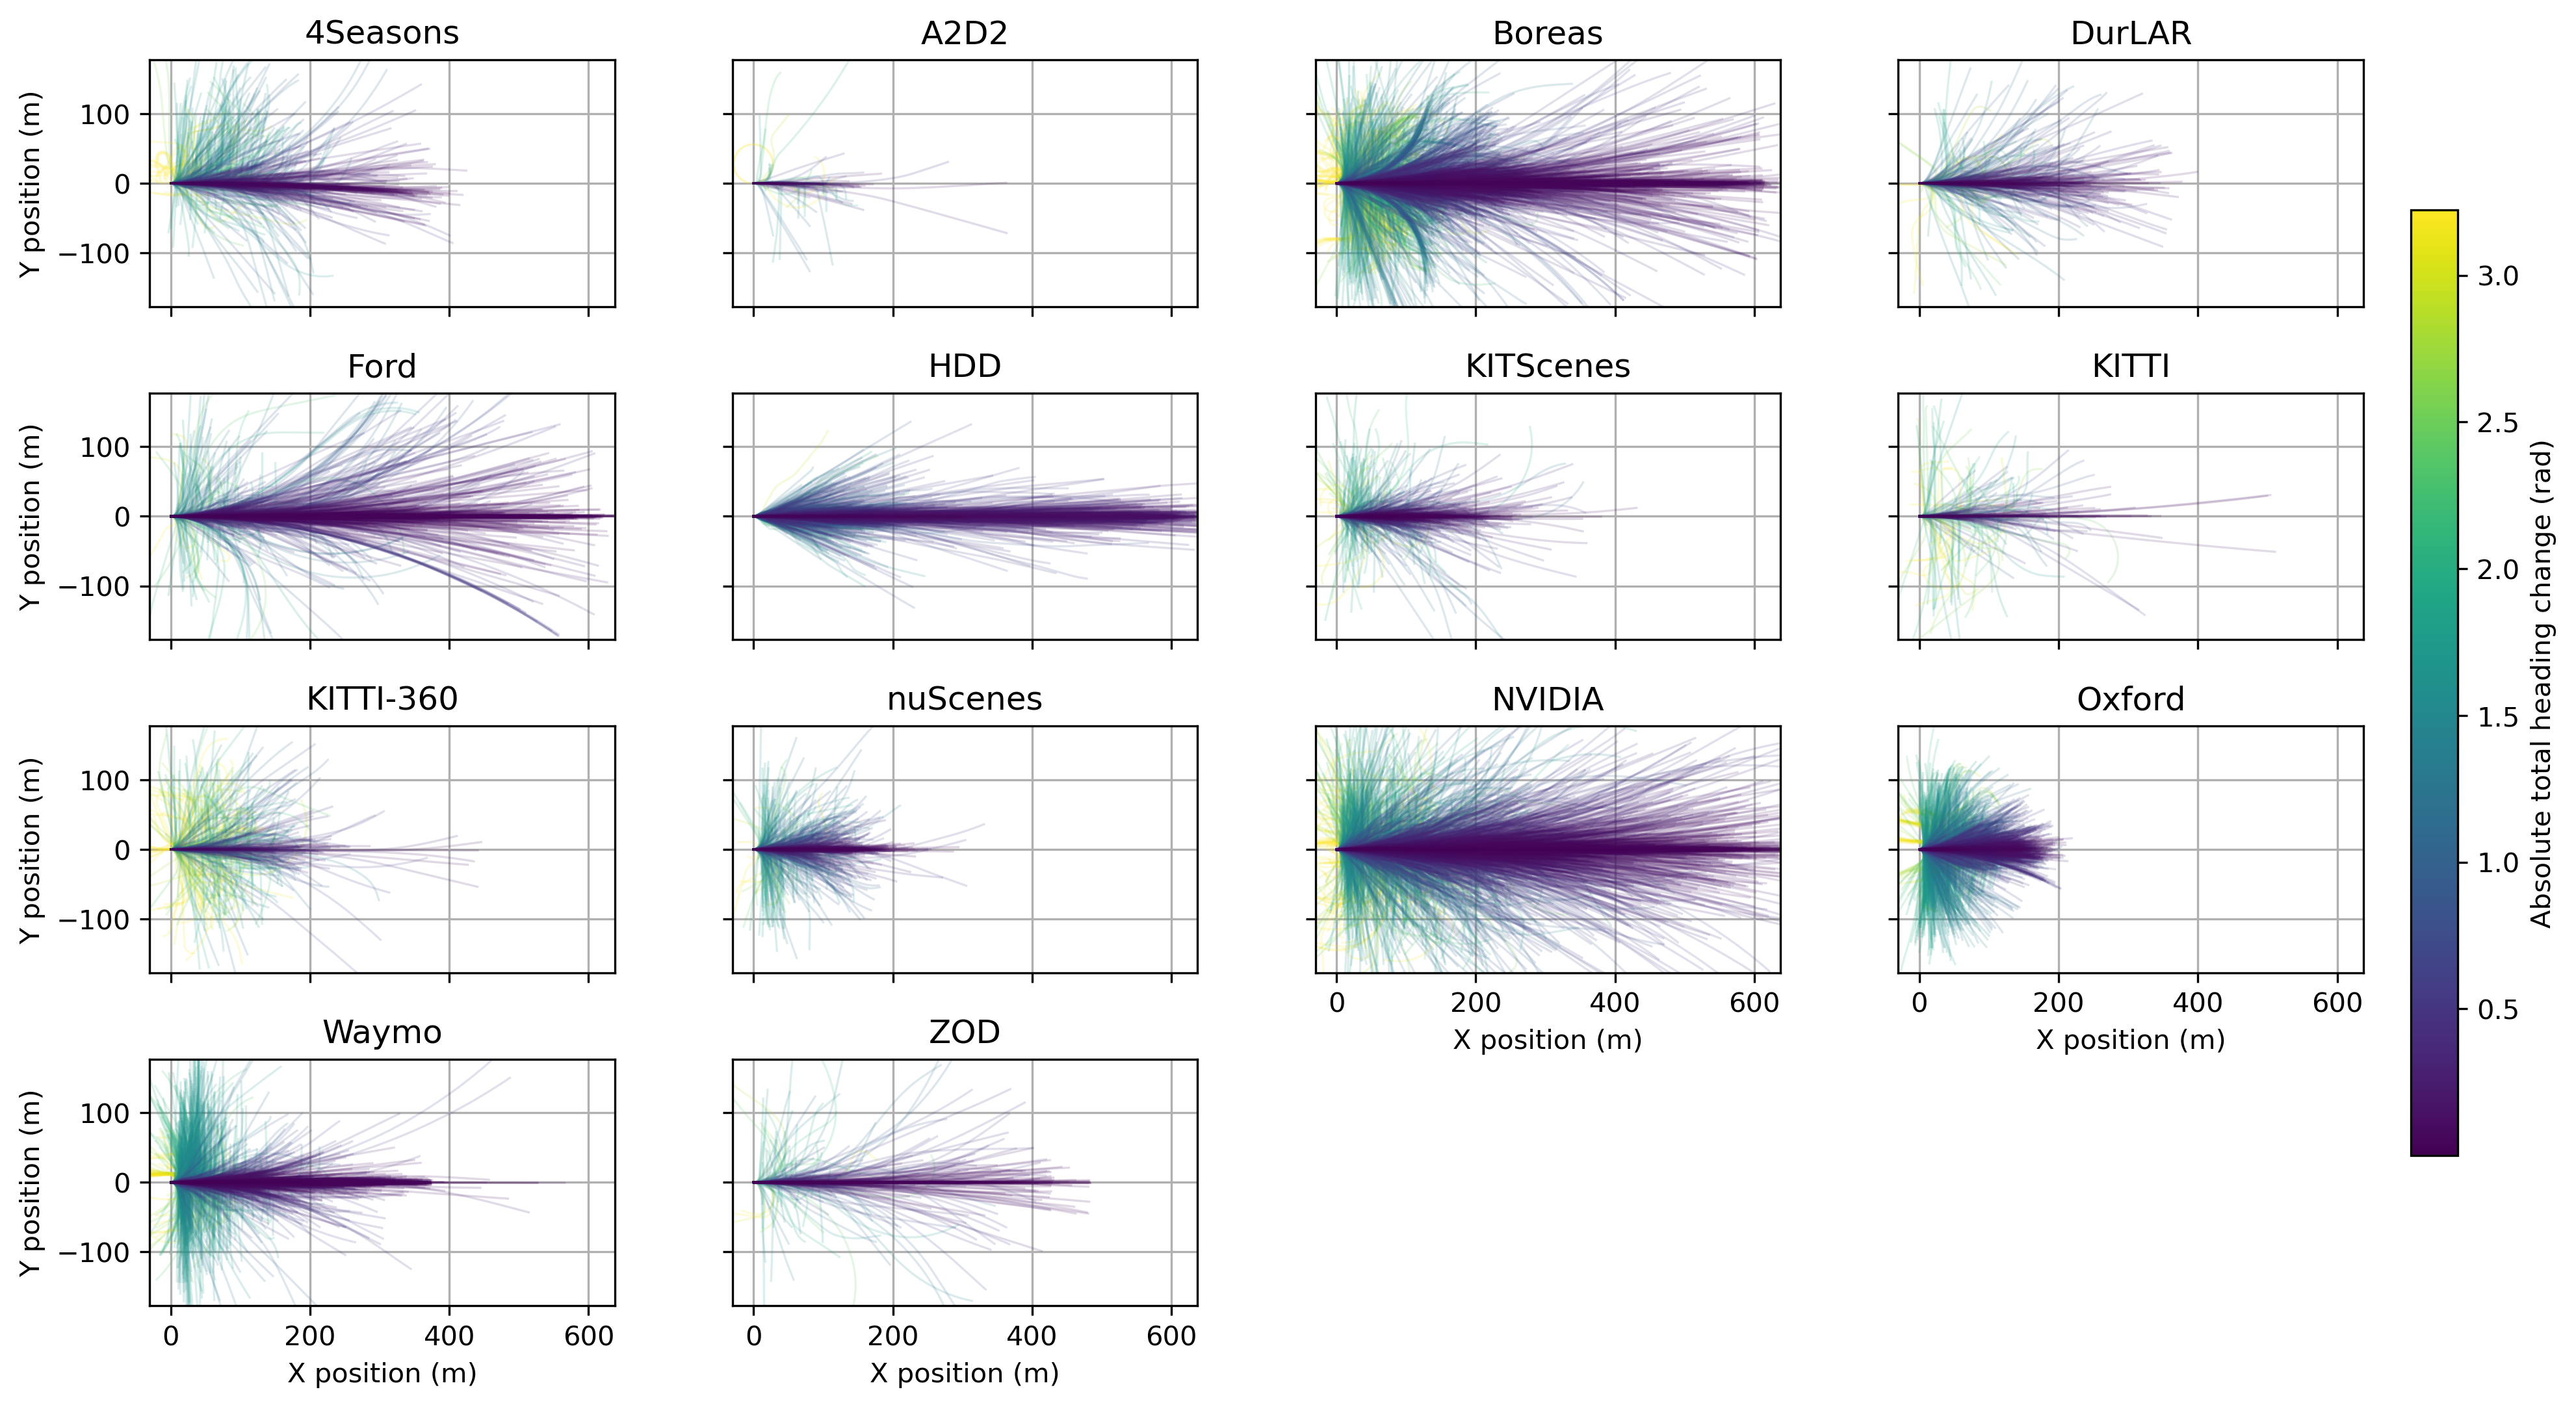 4Seasons
A2D2
Boreas
DurLAR
Y position (m)
100
0
−100
Ford
HDD
KITScenes
KITTI
Y position (m)
100
0
−100
KITTI-360
nuScenes
NVIDIA
Oxford
Y position (m)
100
0
−100
0 200 400 600
X position (m)
0 200 400 600
X position (m)
Waymo
ZOD
Y position (m)
100
0
−100
0 200 400 600
X position (m)
0 200 400 600
X position (m)
3.0
2.5
2.0
1.5
1.0
0.5
Absolute total heading change (rad)